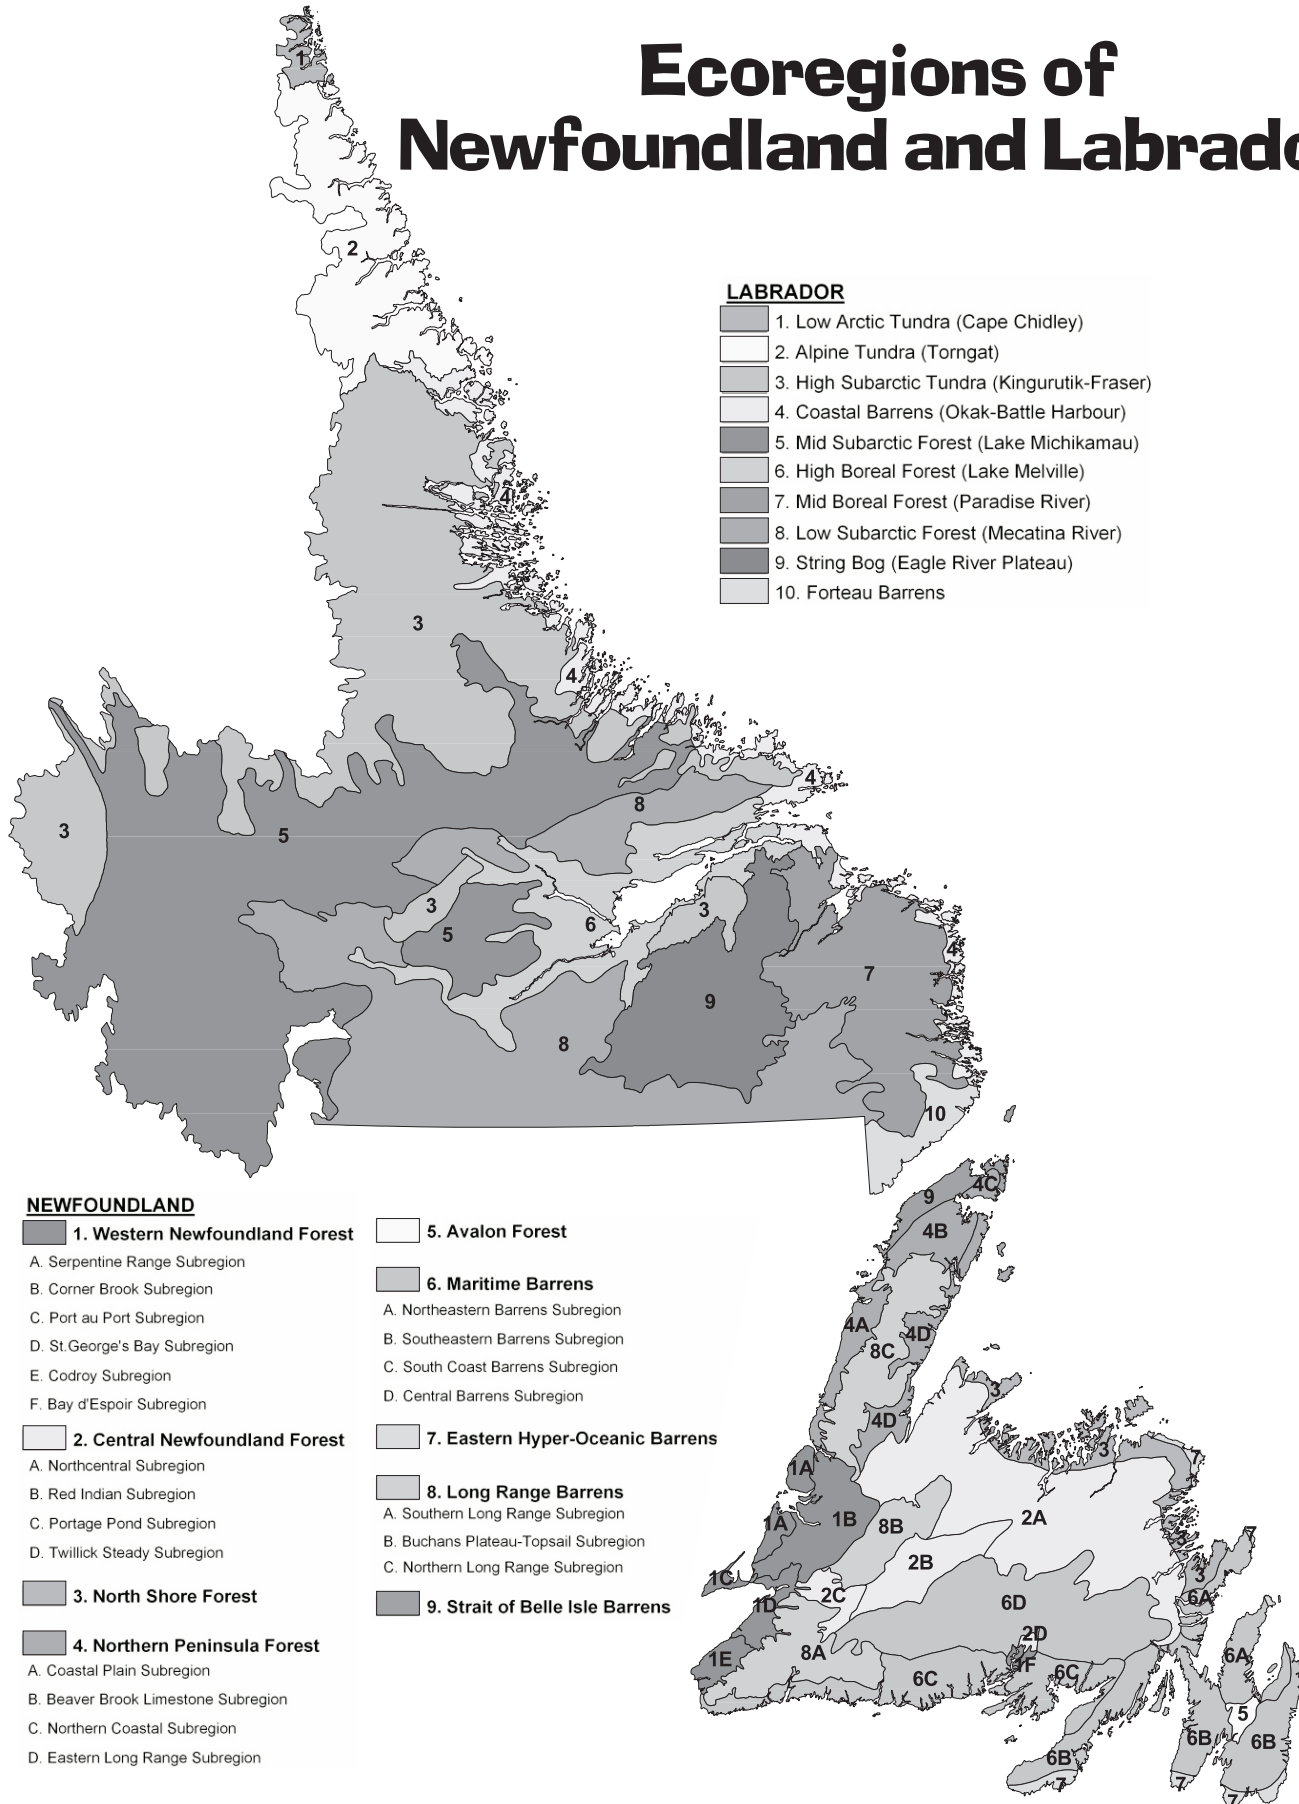 Ecoregions of
Newfoundland and Labrado
LABRADOR
1. Low Arctic Tundra (Cape Chidley)
2. Alpine Tundra (Torngat)
3. High Subarctic Tundra (Kingurutik-Fraser)
4. Coastal Barrens (Okak-Battle Harbour)
5. Mid Subarctic Forest (Lake Michikamau)
6. High Boreal Forest (Lake Melville)
7. Mid Boreal Forest (Paradise River)
8. Low Subarctic Forest (Mecatina River)
9. String Bog (Eagle River Plateau)
10. Forteau Barrens
1
2
4
3
4
4
8
3
5
3
3
6
5
4
7
9
8
10
NEWFOUNDLAND
1. Western Newfoundland Forest
A. Serpentine Range Subregion
B. Corner Brook Subregion
C. Port au Port Subregion
D. St.George's Bay Subregion
E. Codroy Subregion
F. Bay d'Espoir Subregion
2. Central Newfoundland Forest
A. Northcentral Subregion
B. Red Indian Subregion
C. Portage Pond Subregion
D. Twillick Steady Subregion
3. North Shore Forest
4. Northern Peninsula Forest
A. Coastal Plain Subregion
B. Beaver Brook Limestone Subregion
C. Northern Coastal Subregion
D. Eastern Long Range Subregion
5. Avalon Forest
6. Maritime Barrens
A. Northeastern Barrens Subregion
B. Southeastern Barrens Subregion
C. South Coast Barrens Subregion
D. Central Barrens Subregion
7. Eastern Hyper-Oceanic Barrens
8. Long Range Barrens
A. Southern Long Range Subregion
B. Buchans Plateau-Topsail Subregion
C. Northern Long Range Subregion
9. Strait of Belle Isle Barrens
4C
9
4B
4A
4D
8C
3
4D
3
7
1A
1A
1B
8B
2A
3
7
2B
1C
3
2C
6A
1D
6D
2D
8A
6A
1E
1F
6C
6C
5
6B
6B
6B
7
7
7